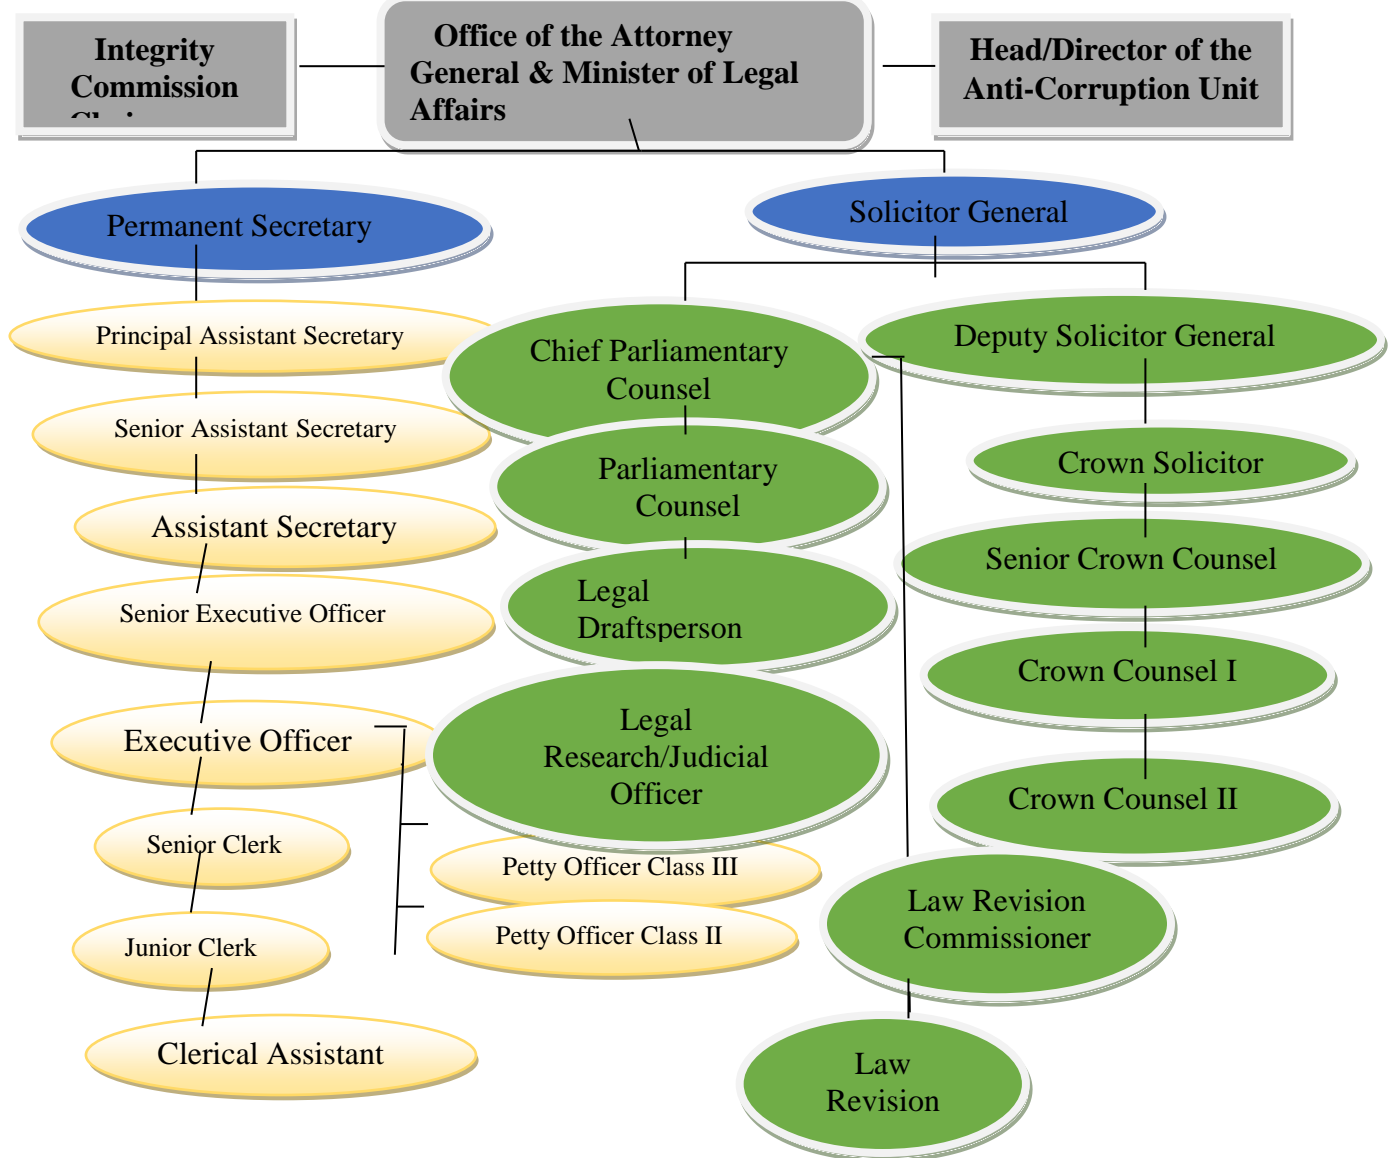 Integrity
Commission
Office of the Attorney
General & Minister of Legal
Affairs
Head/Director of the
Anti-Corruption Unit
Permanent Secretary
Solicitor General
Principal Assistant Secretary
Chief Parliamentary
Counsel
Deputy Solicitor General
Senior Assistant Secretary
Parliamentary
Counsel
Crown Solicitor
Assistant Secretary
Senior Crown Counsel
Senior Executive Officer
Legal
Draftsperson
Crown Counsel I
Executive Officer
Legal
Research/Judicial
Officer
Crown Counsel II
Senior Clerk
Petty Officer Class III
Law Revision
Commissioner
Junior Clerk
Petty Officer Class II
Clerical Assistant
Law
Revision